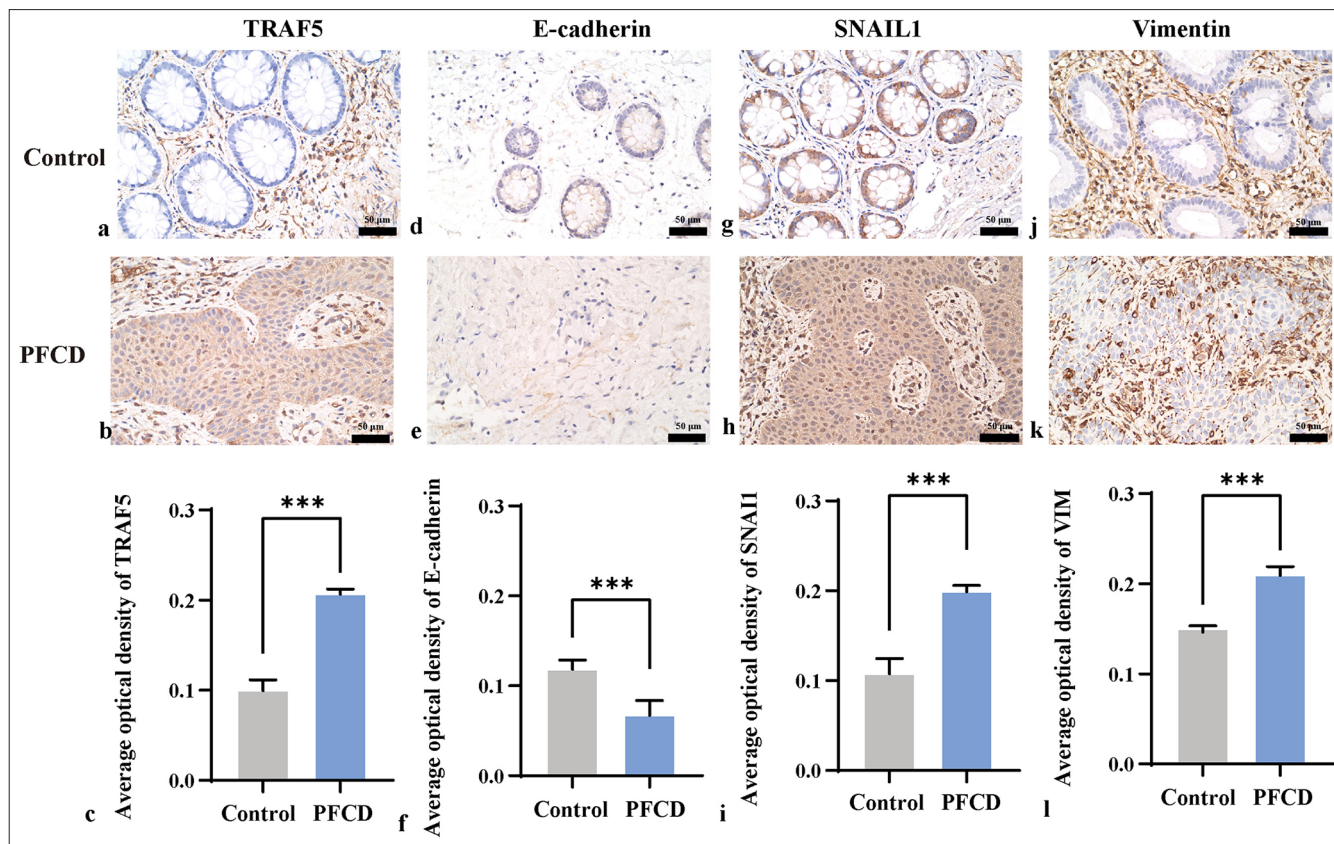 TRAF5 E-cadherin SNAIL1 Vimentin
Control
a 50 μm d 50 μm g 50 μm j 50 μm
PFCD
b 50 μm e 50 μm h 50 μm k 50 μm
Average optical density of TRAF5
0.3
0.2
0.1
0.0
***
Control PFCD
c
Average optical density of E-cadherin
0.3
0.2
0.1
0.0
***
Control PFCD
f
Average optical density of SNAI1
0.3
0.2
0.1
0.0
***
Control PFCD
i
Average optical density of VIM
0.3
0.2
0.1
0.0
***
Control PFCD
l